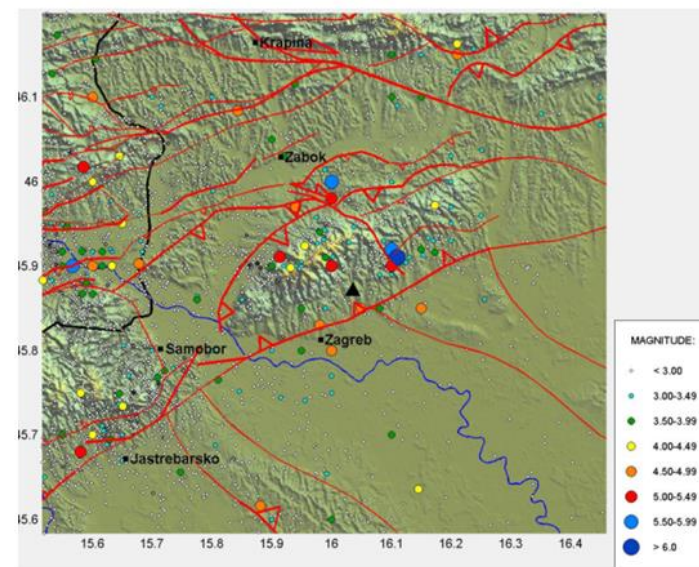 Krapina
46.1
Zabok
46
45.9
45.8
Samobor
Zagreb
45.7
Jastrebarsko
45.6
15.6 15.7 15.8 15.9 16 16.1 16.2 16.3 16.4
MAGNITUDE:
< 3.00
3.00-3.49
3.50-3.99
4.00-4.49
4.50-4.99
5.00-5.49
5.50-5.99
> 6.0